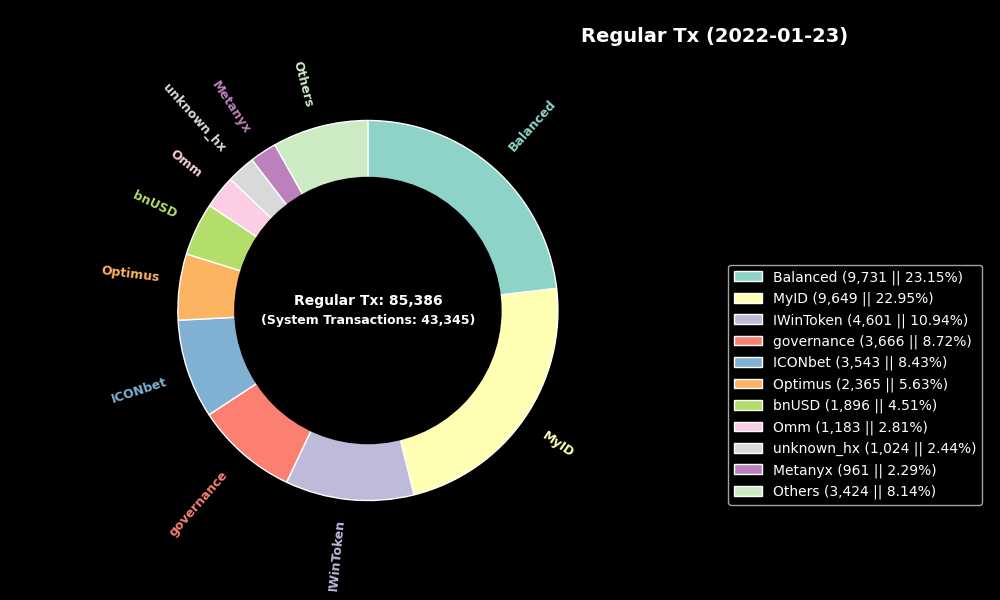 Regular Tx (2022-01-23)
Others
Balanced
Metanyx
unknown_hx
Omm
bnUSD
Optimus
ICONbet
governance
IWinToken
MyID
Regular Tx: 85,386
(System Transactions: 43,345)
Balanced (9,731 || 23.15%)
MyID (9,649 || 22.95%)
IWinToken (4,601 || 10.94%)
governance (3,666 || 8.72%)
ICONbet (3,543 || 8.43%)
Optimus (2,365 || 5.63%)
bnUSD (1,896 || 4.51%)
Omm (1,183 || 2.81%)
unknown_hx (1,024 || 2.44%)
Metanyx (961 || 2.29%)
Others (3,424 || 8.14%)